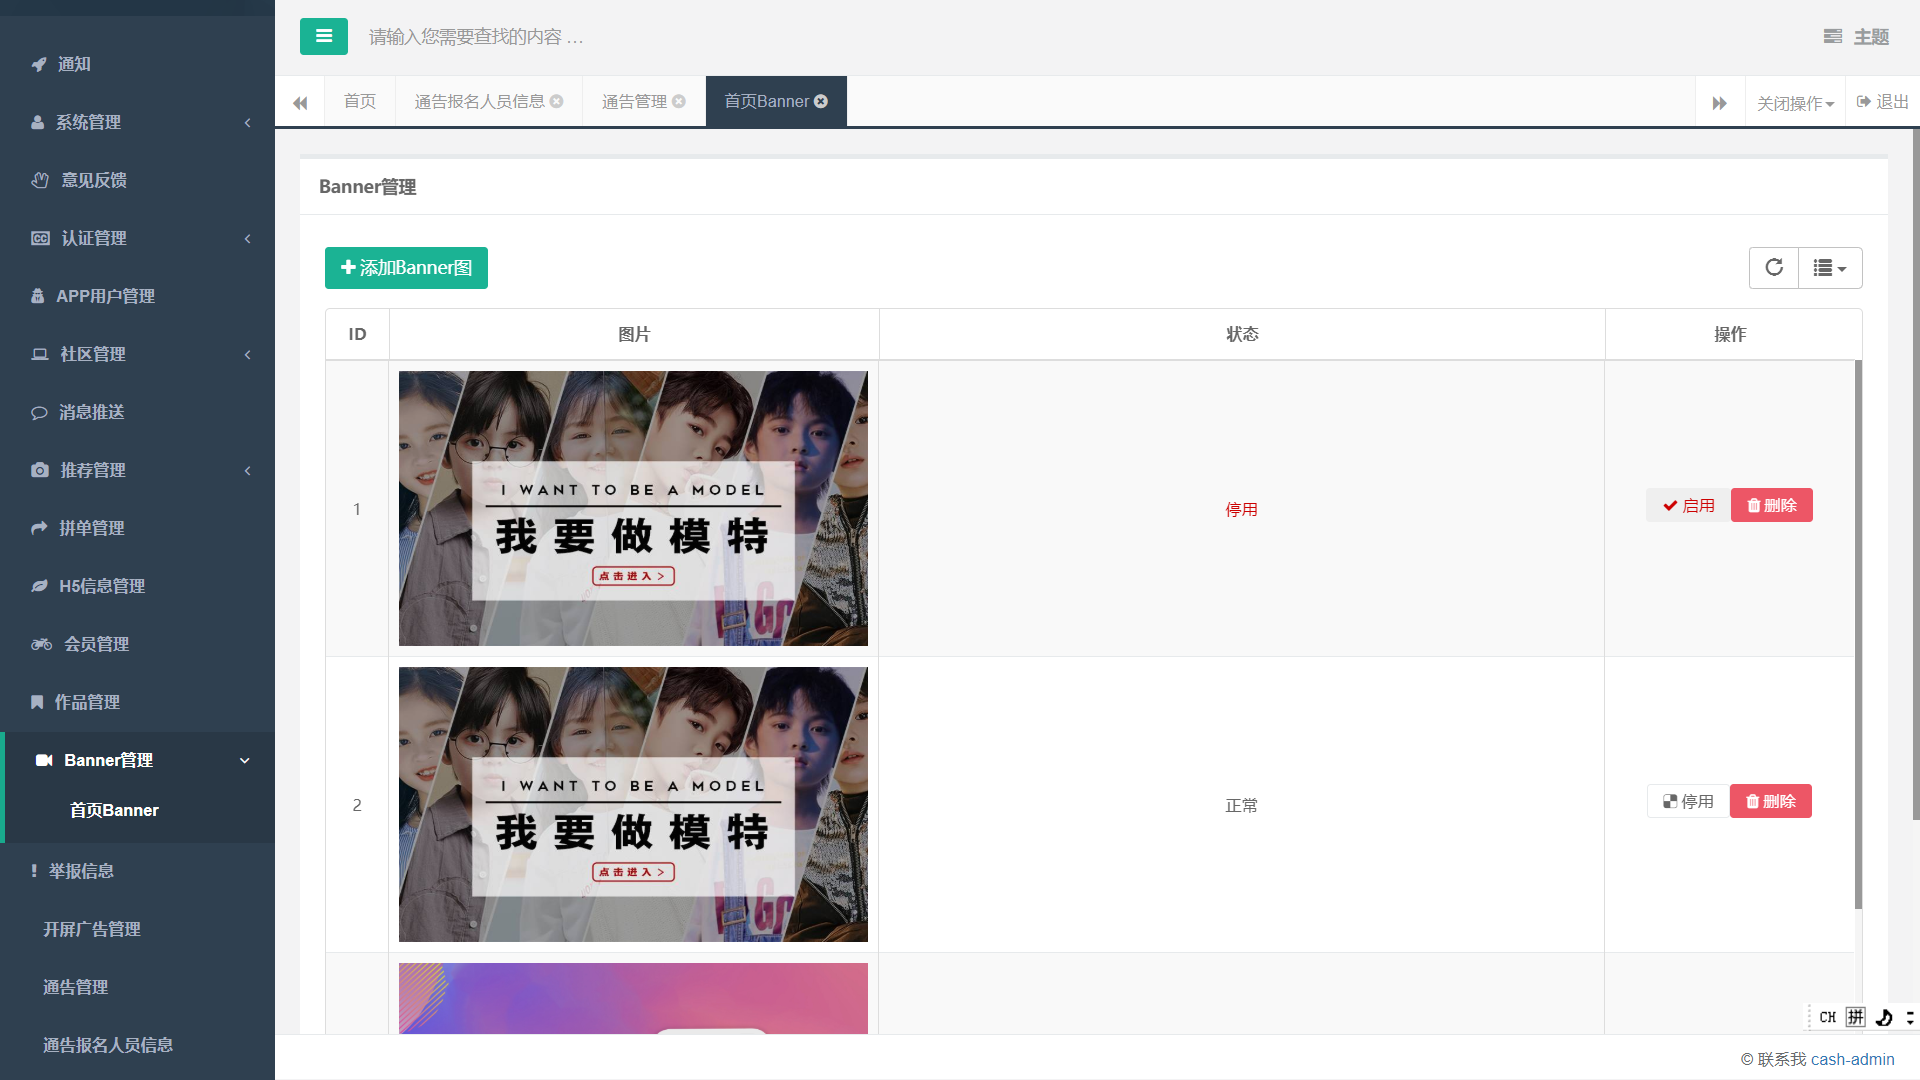 请输入您需要查找的内容 …
主题
首页
通告报名人员信息
通告管理
首页Banner
关闭操作
退出
通知
系统管理
意见反馈
认证管理
APP用户管理
社区管理
消息推送
推荐管理
拼单管理
H5信息管理
会员管理
作品管理
Banner管理
首页Banner
举报信息
开屏广告管理
通告管理
通告报名人员信息
Banner管理
添加Banner图
ID 图片 状态 操作
1
I WANT TO BE A MODEL
我要做模特
点击进入 >
停用
启用 删除
2
I WANT TO BE A MODEL
我要做模特
点击进入 >
正常
停用 删除
CH 拼
© 联系我 cash-admin